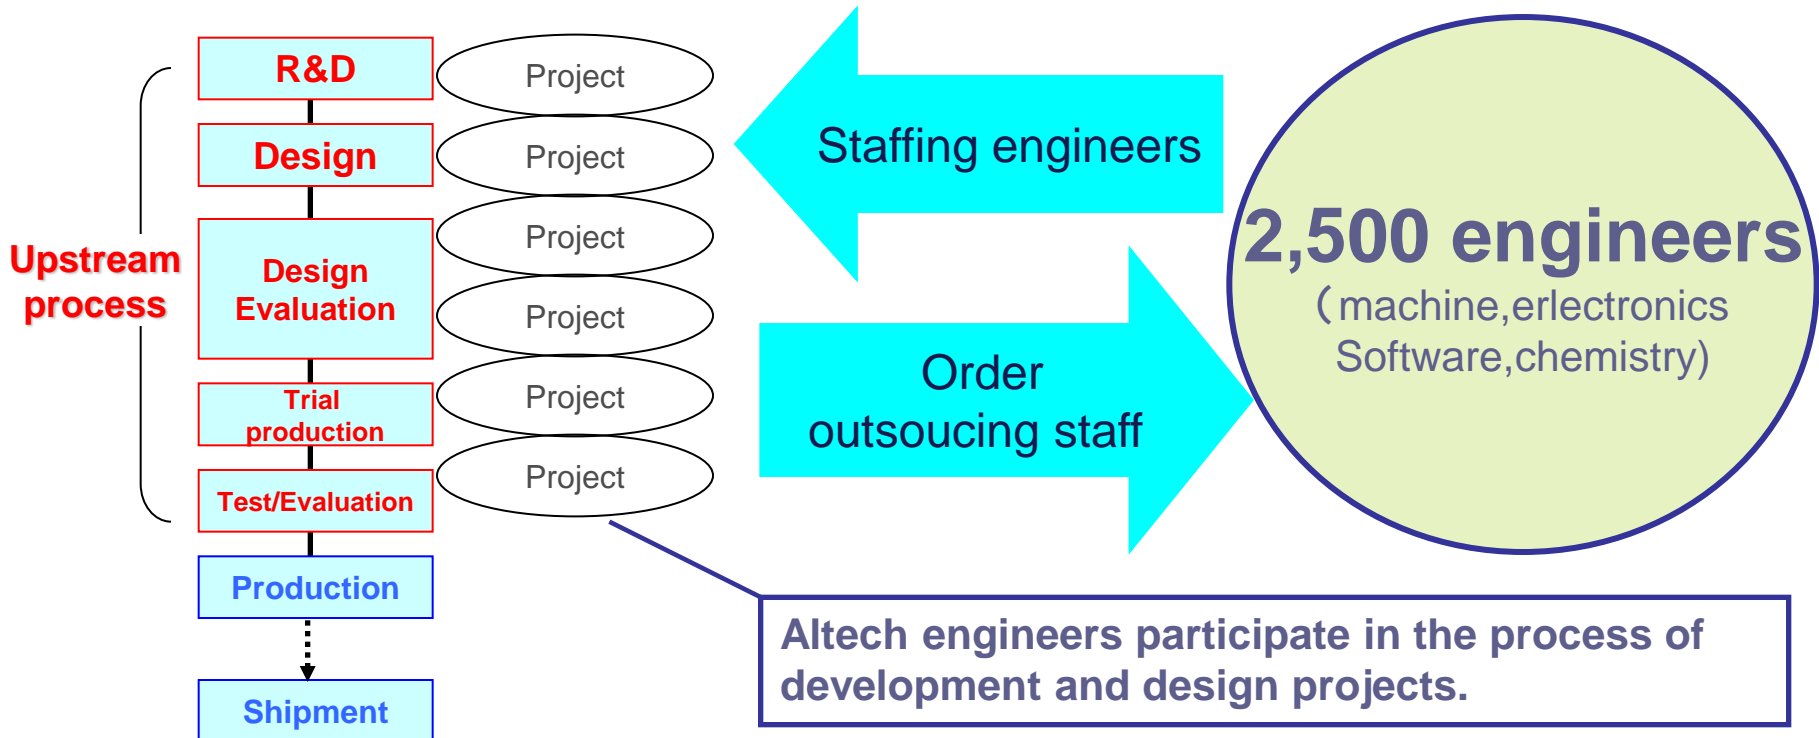 Upstream
process
R&D
Design
Design
Evaluation
Trial
production
Test/Evaluation
Production
Shipment
Project
Project
Project
Project
Project
Project
Staffing engineers
Order
outsoucing staff
2,500 engineers
（machine,erlectronics
Software,chemistry)
Altech engineers participate in the process of
development and design projects.